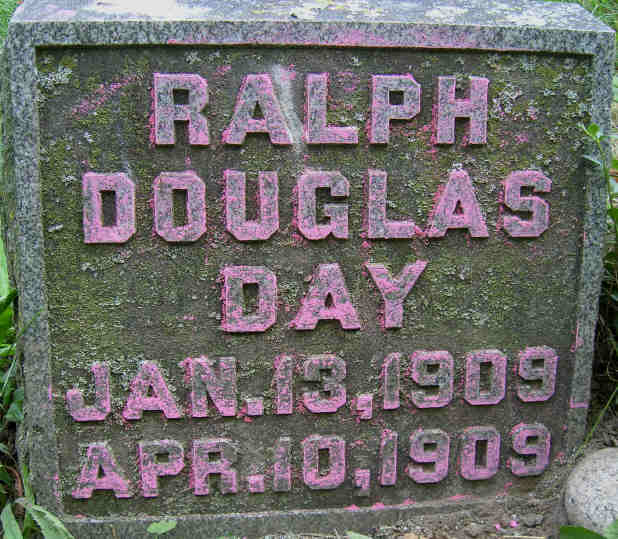 RALPH
DOUGLAS
DAY
JAN.13,1909
APR.10,1909